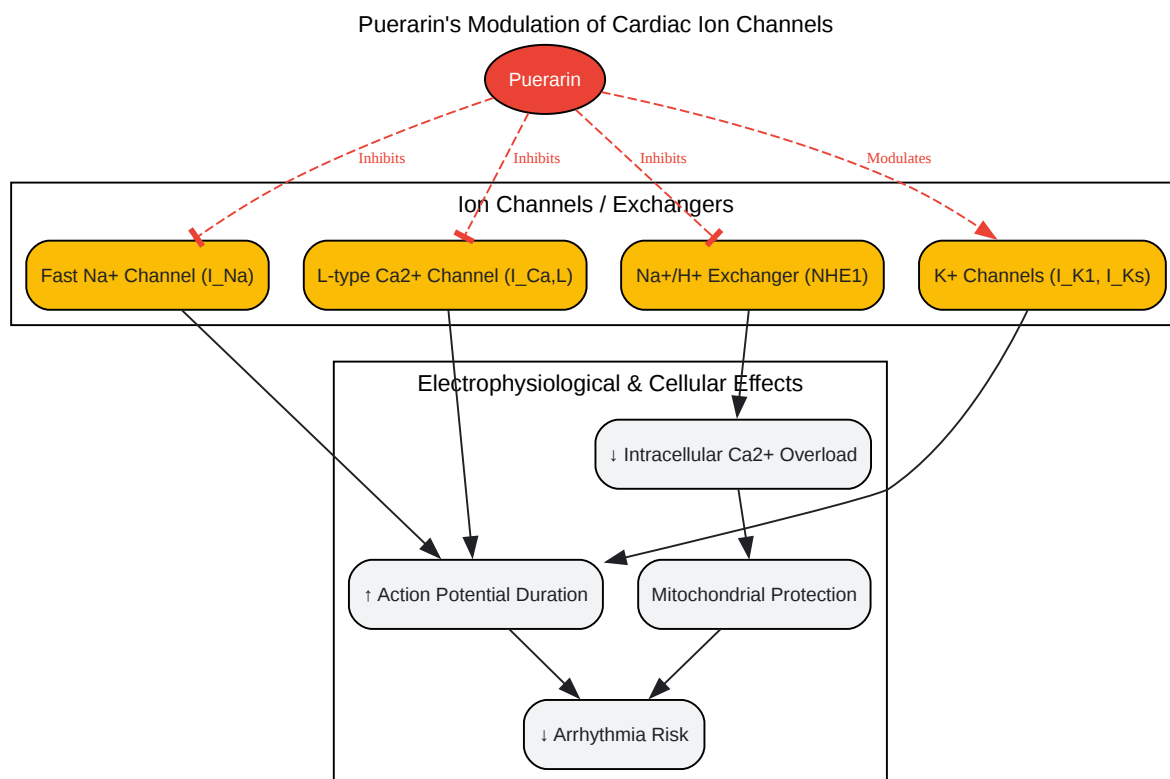 Puerarin's Modulation of Cardiac Ion Channels
Puerarin
Inhibits
Inhibits
Inhibits
Modulates
Ion Channels / Exchangers
Fast Na+ Channel (I_Na)
L-type Ca2+ Channel (I_Ca,L)
Na+/H+ Exchanger (NHE1)
K+ Channels (I_K1, I_Ks)
Electrophysiological & Cellular Effects
↓ Intracellular Ca2+ Overload
↑ Action Potential Duration
Mitochondrial Protection
↓ Arrhythmia Risk